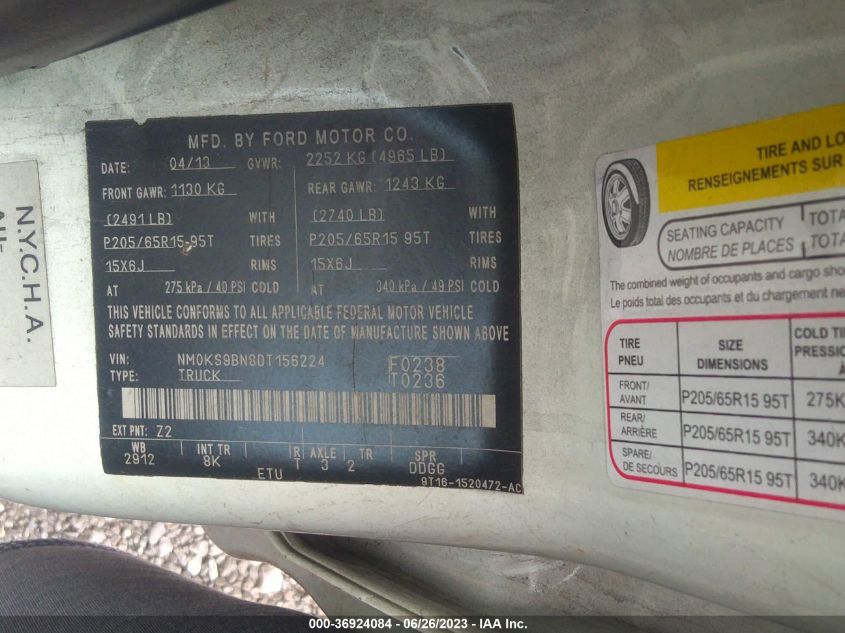 N.Y.C.H.A.
MFD. BY FORD MOTOR CO.
DATE: 04/13 GVWR: 2252 KG (4965 LB)
FRONT GAWR: 1130 KG REAR GAWR: 1243 KG
(2491 LB) WITH (2740 LB) WITH
P205/65R15 95T TIRES P205/65R15 95T TIRES
15X6J RIMS 15X6J RIMS
AT 275 kPa / 40 PSI COLD AT 340 kPa / 49 PSI COLD
THIS VEHICLE CONFORMS TO ALL APPLICABLE FEDERAL MOTOR VEHICLE
SAFETY STANDARDS IN EFFECT ON THE DATE OF MANUFACTURE SHOWN ABOVE
VIN: NM0KS9BN8DT156224 F0238
TYPE: TRUCK T0236
EXT PNT: Z2
WB INT TR R AXLE TR SPR
2912 8K T 3 2 DDGG
ETU
9T16-1520472-AC
TIRE AND LO
RENSEIGNEMENTS SUR
SEATING CAPACITY TOTA
NOMBRE DE PLACES TOTA
The combined weight of occupants and cargo sho
Le poids total des occupants et du chargement ne
TIRE SIZE COLD TI
PNEU DIMENSIONS PRESSION
À
FRONT/
AVANT P205/65R15 95T 275K
REAR/
ARRIÈRE P205/65R15 95T 340K
SPARE/
DE SECOURS P205/65R15 95T 340K
000-36924084 - 06/26/2023 - IAA Inc.